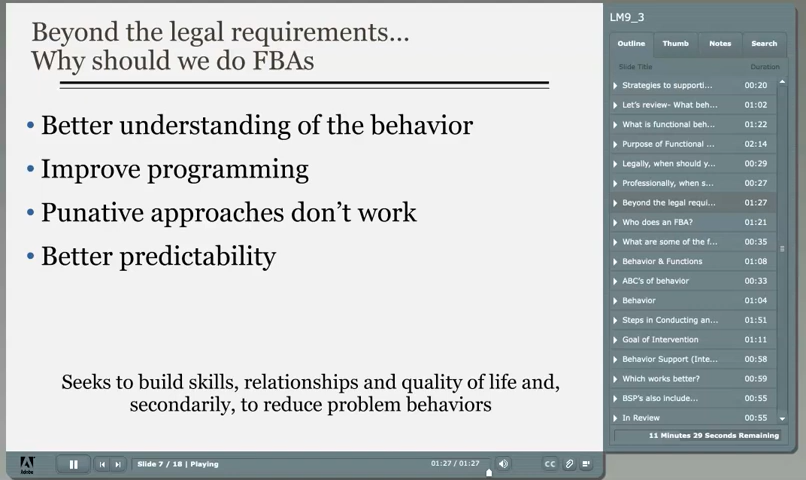 Beyond the legal requirements...
Why should we do FBAs
• Better understanding of the behavior
• Improve programming
• Punative approaches don't work
• Better predictability
Seeks to build skills, relationships and quality of life and,
secondarily, to reduce problem behaviors
LM9_3
Outline Thumb Notes Search
Slide Title Duration
Strategies to supporti... 00:20
Let's review- What beh... 01:02
What is functional beh... 01:22
Purpose of Functional ... 02:14
Legally, when should y... 00:29
Professionally, when s... 00:27
Beyond the legal requi... 01:27
Who does an FBA? 01:21
What are some of the f... 00:35
Behavior & Functions 01:08
ABC's of behavior 00:33
Behavior 01:04
Steps in Conducting an... 01:51
Goal of Intervention 01:11
Behavior Support (Inte... 00:58
Which works better? 00:59
BSP's also include... 00:55
In Review 00:55
11 Minutes 29 Seconds Remaining
Adobe
Slide 7 / 18 | Playing
01:27 / 01:27
CC